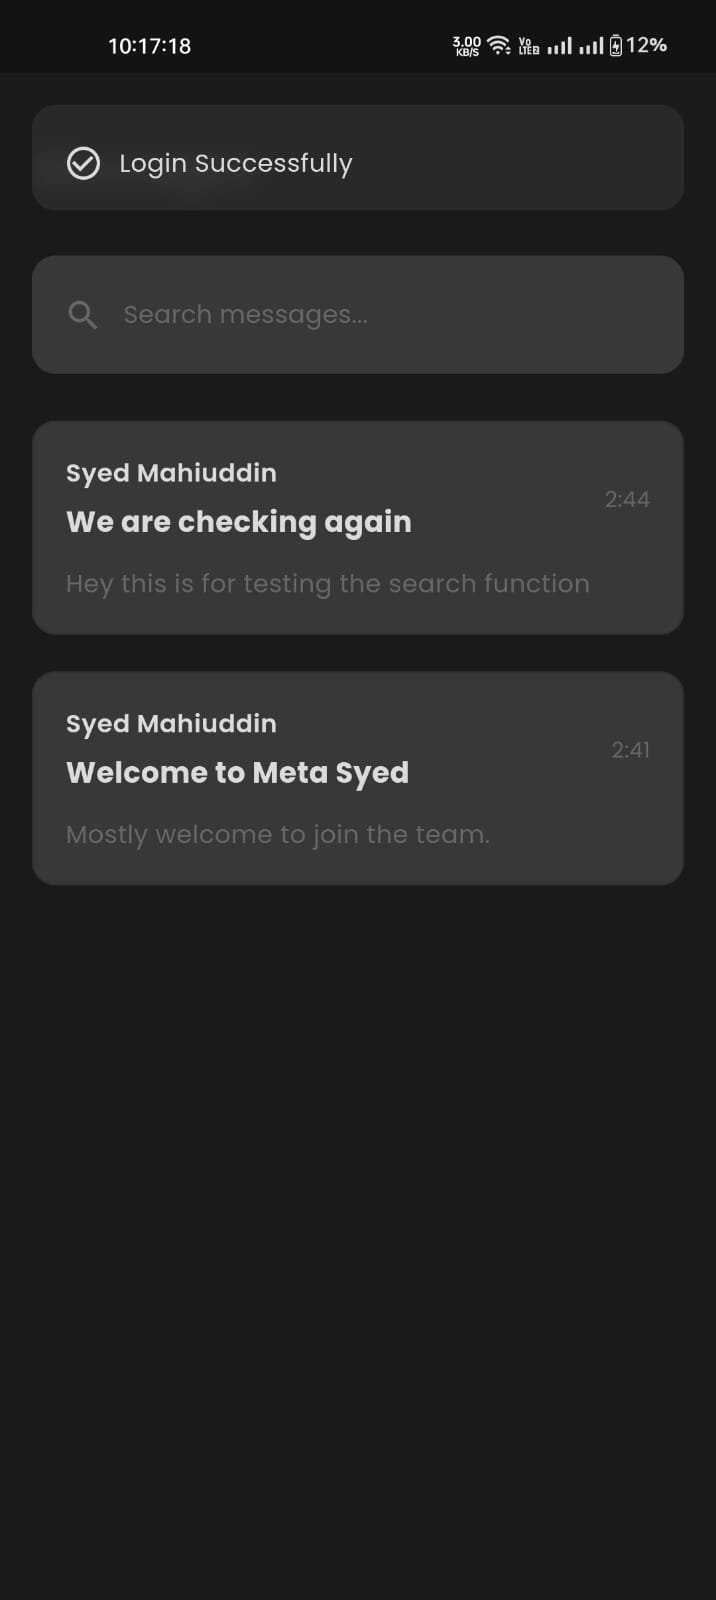 10:17:18
3.00 KB/S Vo LTE2 12%
Login Successfully
Search messages...
Syed Mahiuddin
2:44
We are checking again
Hey this is for testing the search function
Syed Mahiuddin
2:41
Welcome to Meta Syed
Mostly welcome to join the team.